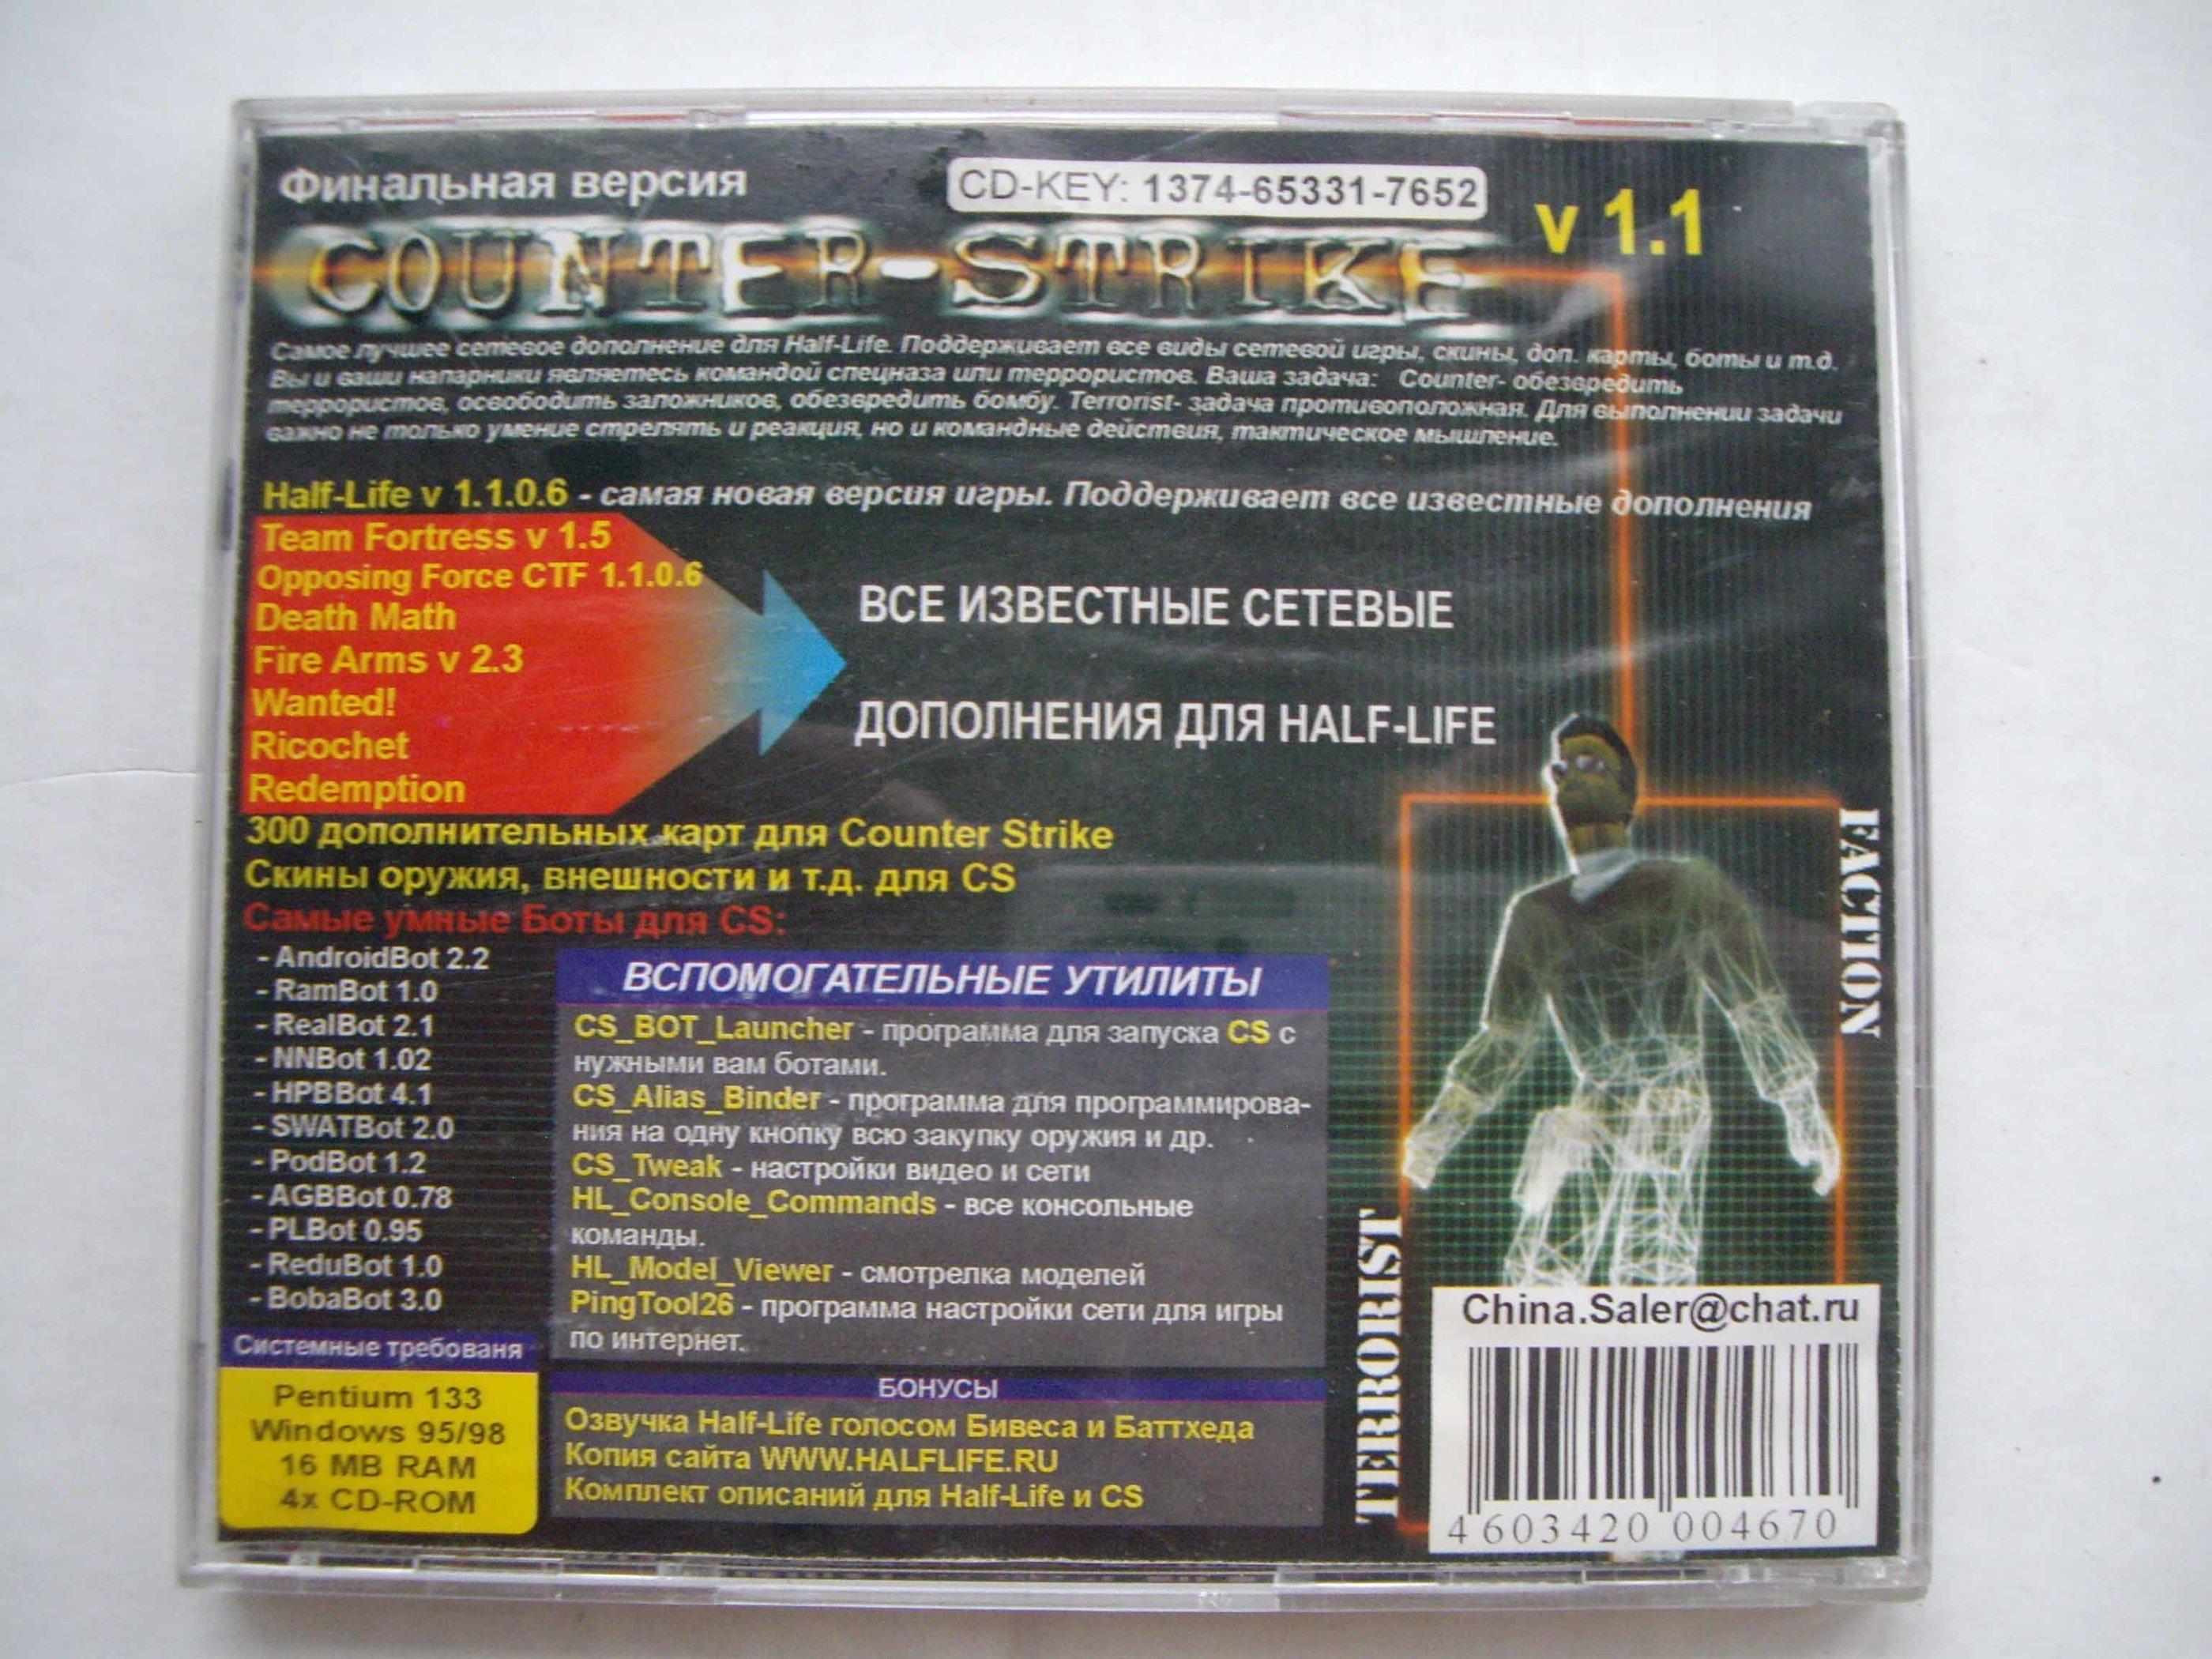 Финальная версия
CD-KEY: 1374-65331-7652
COUNTER-STRIKE
v 1.1
Самое лучшее сетевое дополнение для Half-Life. Поддерживает все виды сетевой игры, скины, доп. карты, боты и т.д.
Вы и ваши напарники являетесь командой спецназа или террористов. Ваша задача: Counter- обезвредить
террористов, освободить заложников, обезвредить бомбу. Terrorist- задача противоположная. Для выполнении задачи
важно не только умение стрелять и реакция, но и командные действия, тактическое мышление.
Half-Life v 1.1.0.6 - самая новая версия игры. Поддерживает все известные дополнения
Team Fortress v 1.5
Opposing Force CTF 1.1.0.6
Death Math
Fire Arms v 2.3
Wanted!
Ricochet
Redemption
ВСЕ ИЗВЕСТНЫЕ СЕТЕВЫЕ
ДОПОЛНЕНИЯ ДЛЯ HALF-LIFE
300 дополнительных карт для Counter Strike
Скины оружия, внешности и т.д. для CS
Самые умные Боты для CS:
- AndroidBot 2.2
- RamBot 1.0
- RealBot 2.1
- NNBot 1.02
- HPBBot 4.1
- SWATBot 2.0
- PodBot 1.2
- AGBBot 0.78
- PLBot 0.95
- ReduBot 1.0
- BobaBot 3.0
ВСПОМОГАТЕЛЬНЫЕ УТИЛИТЫ
CS_BOT_Launcher - программа для запуска CS с
нужными вам ботами.
CS_Alias_Binder - программа для программирова-
ния на одну кнопку всю закупку оружия и др.
CS_Tweak - настройки видео и сети
HL_Console_Commands - все консольные
команды.
HL_Model_Viewer - смотрелка моделей
PingTool26 - программа настройки сети для игры
по интернет.
Системные требованя
Pentium 133
Windows 95/98
16 MB RAM
4x CD-ROM
БОНУСЫ
Озвучка Half-Life голосом Бивеса и Баттхеда
Копия сайта WWW.HALFLIFE.RU
Комплект описаний для Half-Life и CS
TERRORIST
FACTION
China.Saler@chat.ru
4 603420 004670